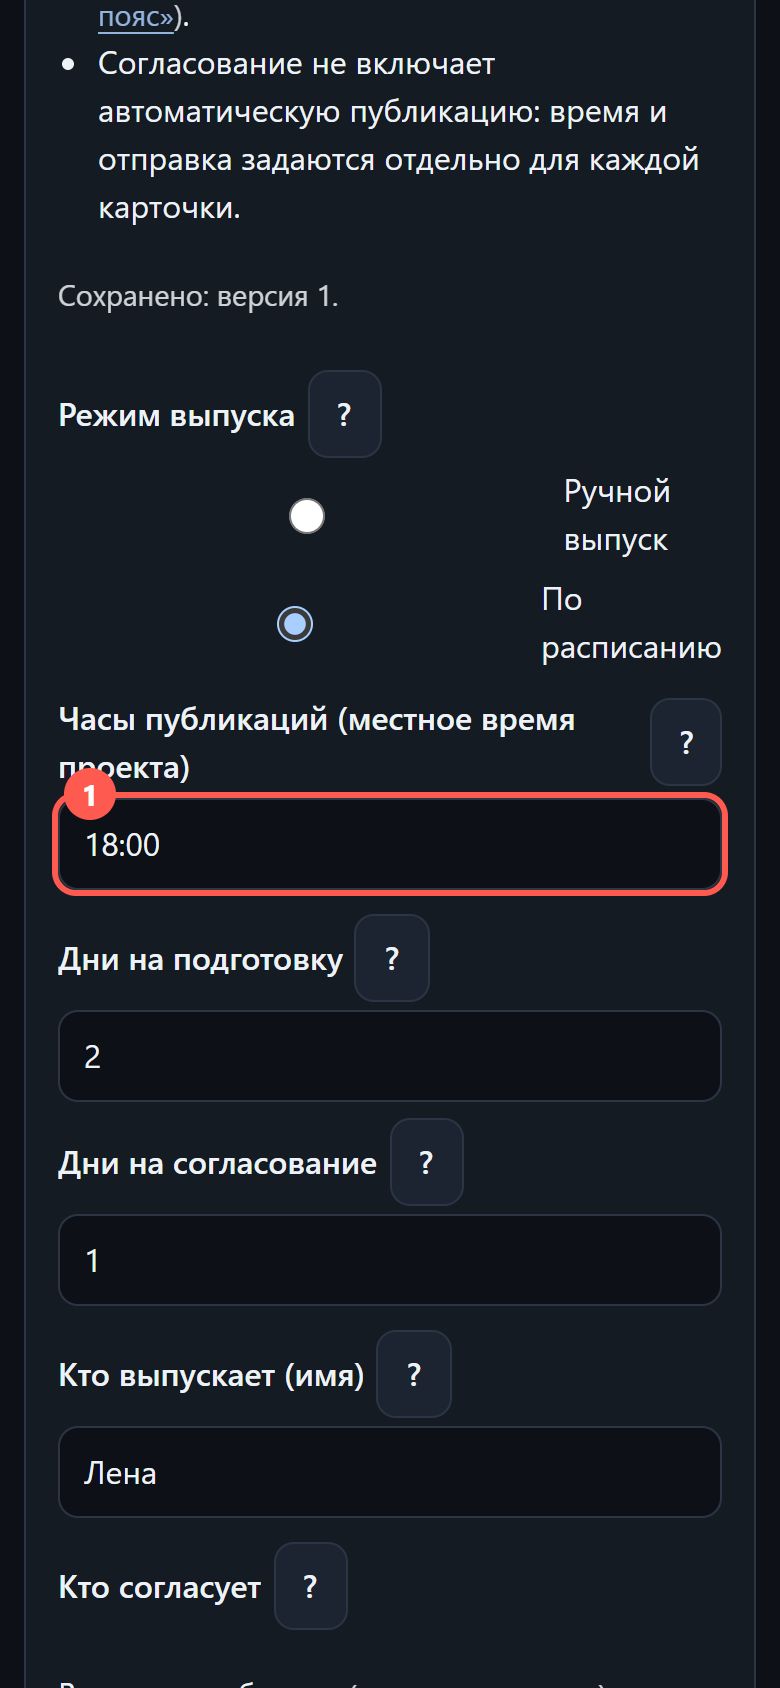 пояс»).
Согласование не включает
автоматическую публикацию: время и
отправка задаются отдельно для каждой
карточки.
Сохранено: версия 1.
Режим выпуска ?
Ручной
выпуск
По
расписанию
Часы публикаций (местное время
проекта) ?
1
18:00
Дни на подготовку ?
2
Дни на согласование ?
1
Кто выпускает (имя) ?
Лена
Кто согласует ?